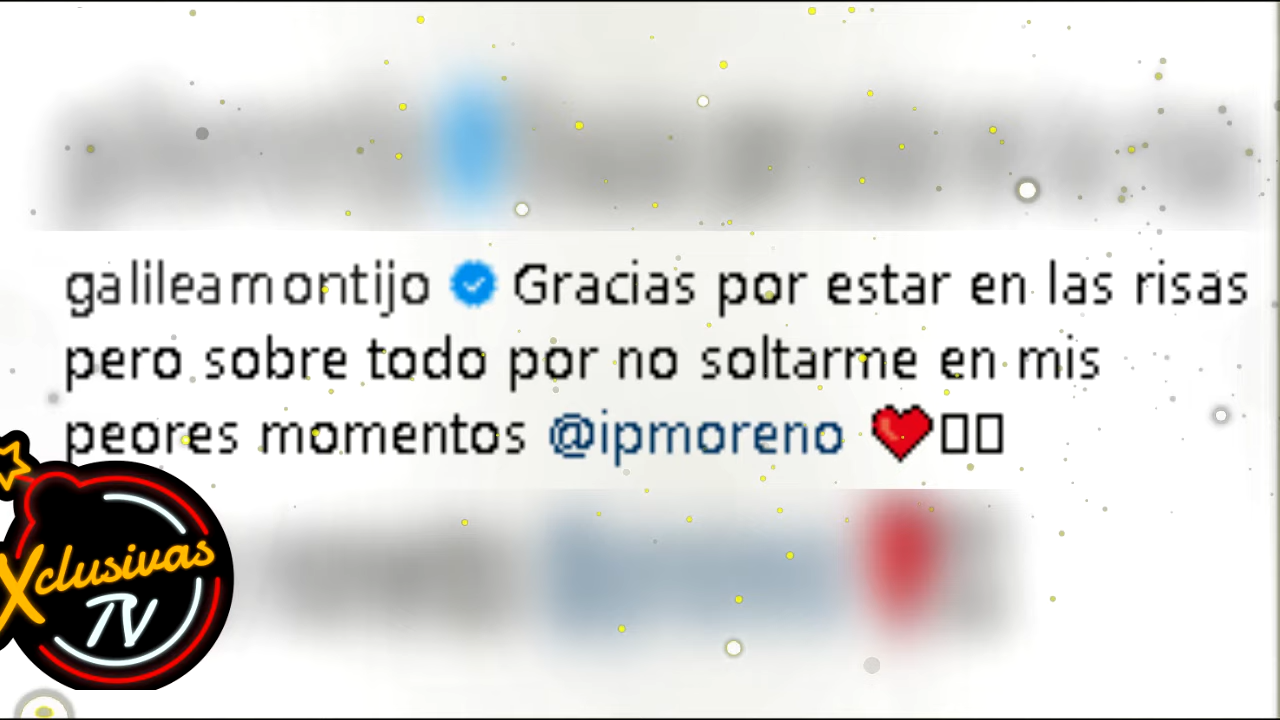 galileamontijo Gracias por estar en las risas
pero sobre todo por no soltarme en mis
peores momentos @ipmoreno ❤️
Xclusivas
TV